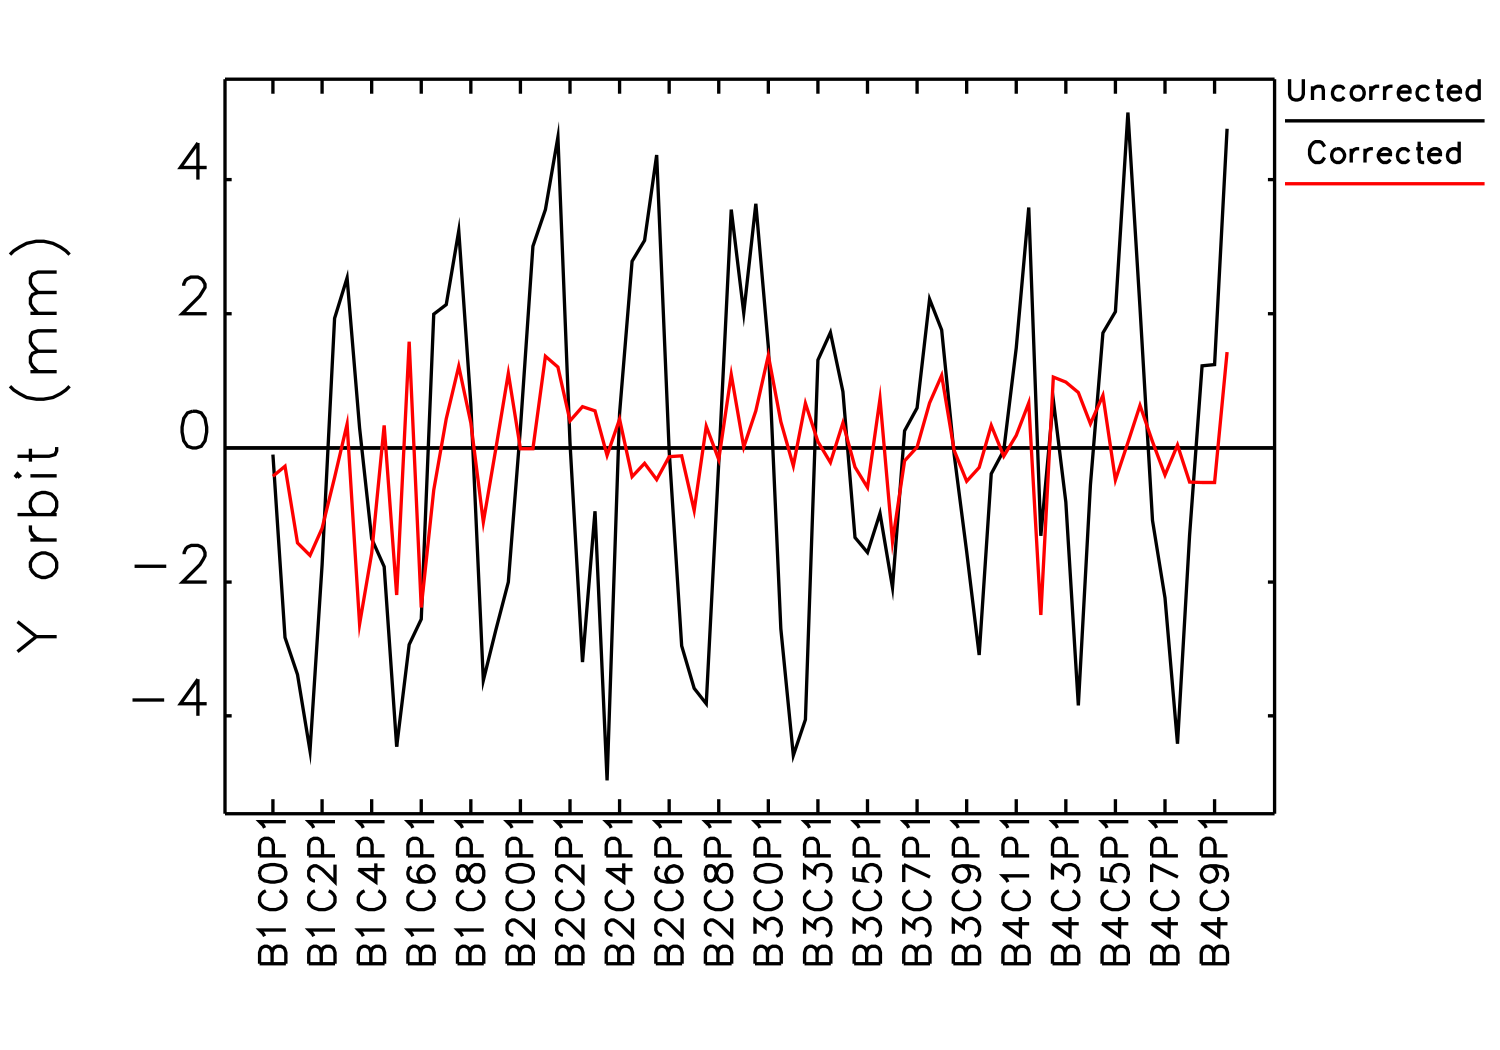 Uncorrected
Corrected
Y orbit (mm)
4
2
0
−2
−4
B1C0P1
B1C2P1
B1C4P1
B1C6P1
B1C8P1
B2C0P1
B2C2P1
B2C4P1
B2C6P1
B2C8P1
B3C0P1
B3C3P1
B3C5P1
B3C7P1
B3C9P1
B4C1P1
B4C3P1
B4C5P1
B4C7P1
B4C9P1